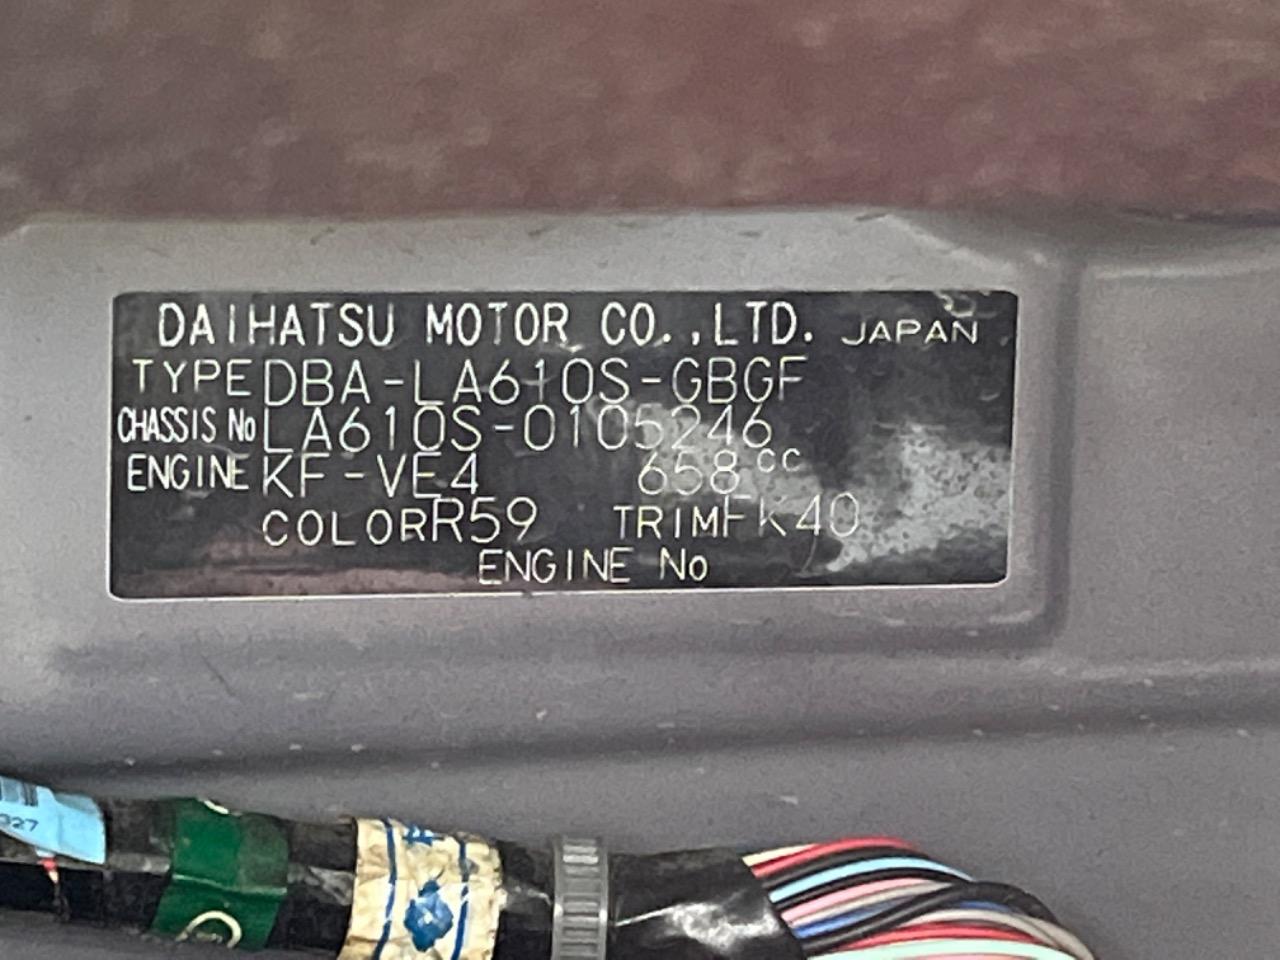 DAIHATSU MOTOR CO.,LTD. JAPAN
TYPE DBA-LA610S-GBGF
CHASSIS No LA610S-0105246
ENGINE KF-VE4 658cc
COLOR R59 TRIM FK40
ENGINE No
327